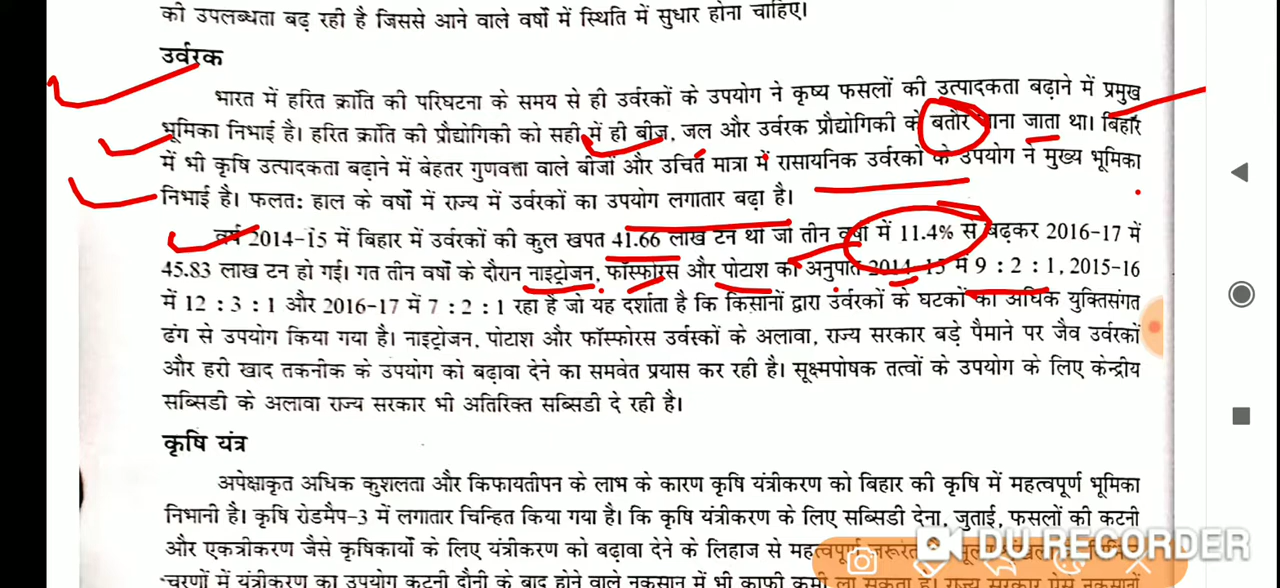 की उपलब्धता बढ़ रही है जिससे आने वाले वर्षों में स्थिति में सुधार होना चाहिए।
उर्वरक
भारत में हरित क्रांति की परिघटना के समय से ही उर्वरकों के उपयोग ने कृष्य फसलों की उत्पादकता बढ़ाने में प्रमुख
भूमिका निभाई है। हरित क्रांति की प्रौद्योगिकी को सही में ही बीज, जल और उर्वरक प्रौद्योगिकी के बतौर जाना जाता था। बिहार
में भी कृषि उत्पादकता बढ़ाने में बेहतर गुणवत्ता वाले बीजों और उचित मात्रा में रासायनिक उर्वरकों के उपयोग ने मुख्य भूमिका
निभाई है। फलत: हाल के वर्षों में राज्य में उर्वरकों का उपयोग लगातार बढ़ा है।
वर्ष 2014-15 में बिहार में उर्वरकों की कुल खपत 41.66 लाख टन था जो तीन वर्षों में 11.4% से बढ़कर 2016-17 में
45.83 लाख टन हो गई। गत तीन वर्षों के दौरान नाइट्रोजन, फॉस्फोरस और पोटाश का अनुपात 2014-15 में 9 : 2 : 1, 2015-16
में 12 : 3 : 1 और 2016-17 में 7 : 2 : 1 रहा है जो यह दर्शाता है कि किसानों द्वारा उर्वरकों के घटकों का अधिक युक्तिसंगत
ढंग से उपयोग किया गया है। नाइट्रोजन, पोटाश और फॉस्फोरस उर्वरकों के अलावा, राज्य सरकार बड़े पैमाने पर जैव उर्वरकों
और हरी खाद तकनीक के उपयोग को बढ़ावा देने का समवेत प्रयास कर रही है। सूक्ष्मपोषक तत्वों के उपयोग के लिए केन्द्रीय
सब्सिडी के अलावा राज्य सरकार भी अतिरिक्त सब्सिडी दे रही है।
कृषि यंत्र
अपेक्षाकृत अधिक कुशलता और किफायतीपन के लाभ के कारण कृषि यंत्रीकरण को बिहार की कृषि में महत्वपूर्ण भूमिका
निभानी है। कृषि रोडमैप-3 में लगातार चिन्हित किया गया है। कि कृषि यंत्रीकरण के लिए सब्सिडी देना, जुताई, फसलों की कटनी
और एकत्रीकरण जैसे कृषिकार्यों के लिए यंत्रीकरण को बढ़ावा देने के लिहाज से महत्वपूर्ण
चरणों में यंत्रीकरण का उपयोग कटनी दौनी के बाद होने वाले नुकसान में भी काफी कमी ला सकता है। राज्य सरकार
DU RECORDER